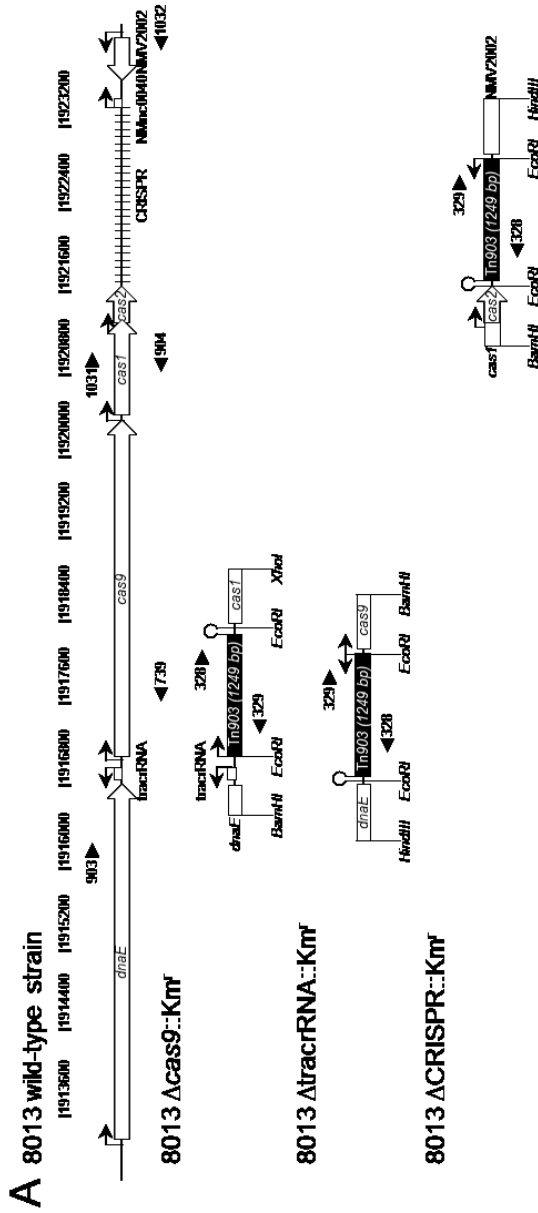 A 8013 wild-type strain
|1913600 |1914400 |1915200 |1916000 |1916800 |1917600 |1918400 |1919200 |1920000 |1920800 |1921600 |1922400 |1923200
903▶ 1031▶
dnaE cas9 cas1 cas2
tracrRNA CRISPR NMnc0040 NMV2002
◀739 ◀904 ◀1032
8013 Δcas9::Kmʳ
tracrRNA 328▶
dnaE Tn903 (1249 bp) cas1
◀329
BamHI EcoRI EcoRI XhoI
8013 ΔtracrRNA::Kmʳ
329▶
dnaE Tn903 (1249 bp) cas9
◀328
HindIII EcoRI EcoRI BamHI
8013 ΔCRISPR::Kmʳ
329▶
cas1 cas2 Tn903 (1249 bp) NMV2002
◀328
BamHI EcoRI EcoRI HindIII